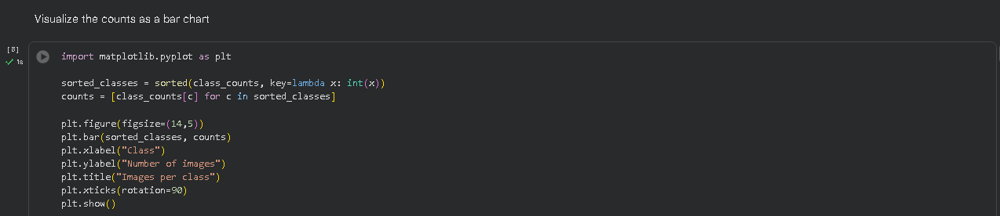 Visualize the counts as a bar chart
[8]
1s
import matplotlib.pyplot as plt
sorted_classes = sorted(class_counts, key=lambda x: int(x))
counts = [class_counts[c] for c in sorted_classes]
plt.figure(figsize=(14,5))
plt.bar(sorted_classes, counts)
plt.xlabel("Class")
plt.ylabel("Number of images")
plt.title("Images per class")
plt.xticks(rotation=90)
plt.show()